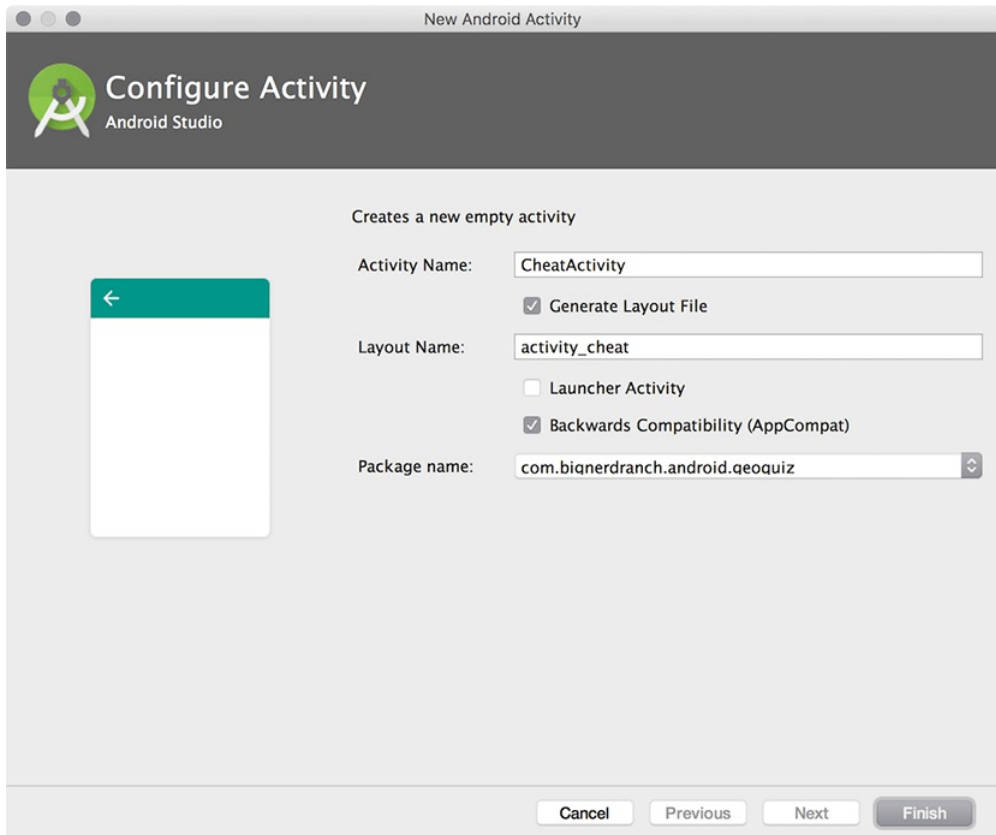 New Android Activity
Configure Activity
Android Studio
Creates a new empty activity
Activity Name: CheatActivity
Generate Layout File
Layout Name: activity_cheat
Launcher Activity
Backwards Compatibility (AppCompat)
Package name: com.bignerdranch.android.geoquiz
Cancel Previous Next Finish